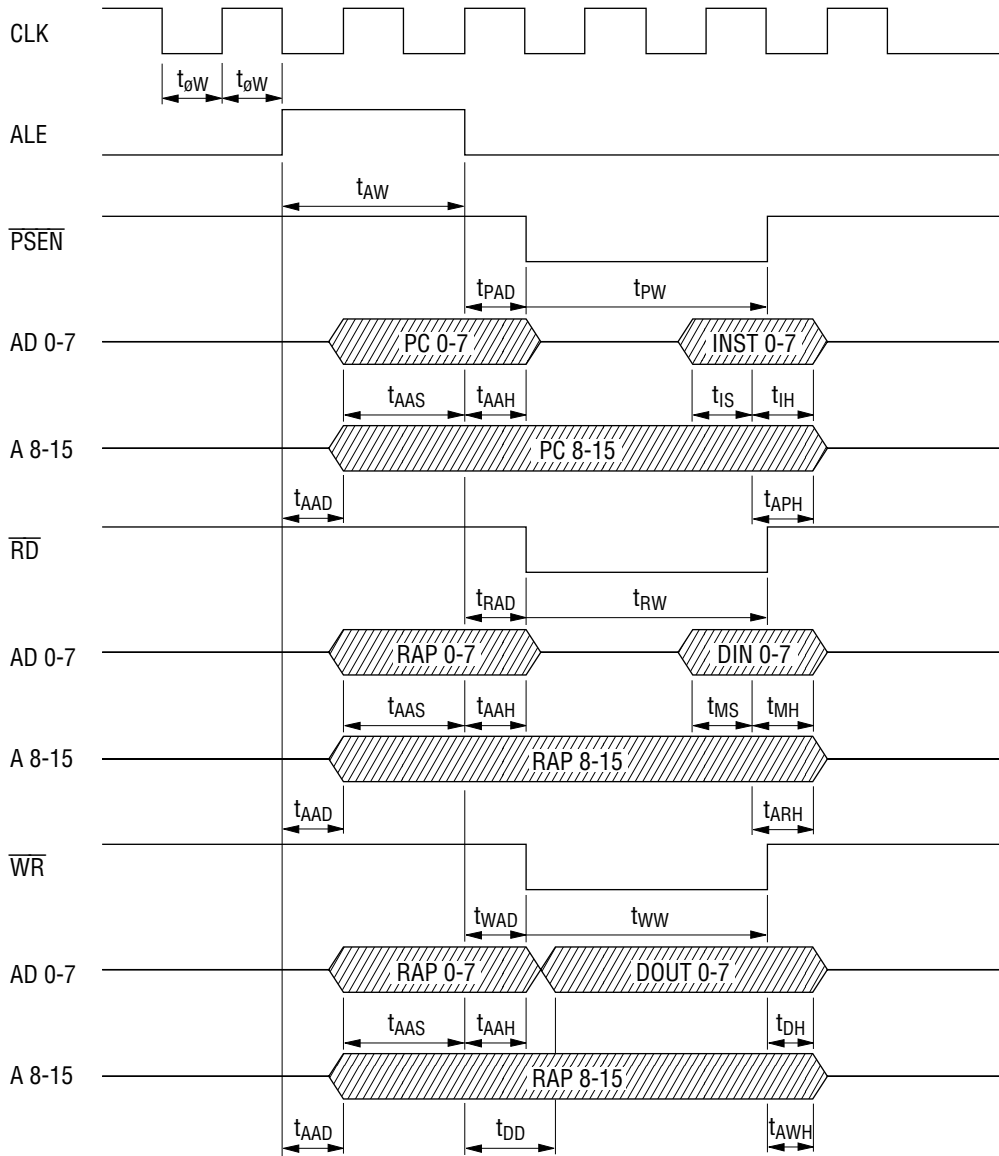 CLK
tøW tøW
ALE
tAW
PSEN
tPAD tPW
AD 0-7 PC 0-7 INST 0-7
tAAS tAAH tIS tIH
A 8-15 PC 8-15
tAAD tAPH
RD
tRAD tRW
AD 0-7 RAP 0-7 DIN 0-7
tAAS tAAH tMS tMH
A 8-15 RAP 8-15
tAAD tARH
WR
tWAD tWW
AD 0-7 RAP 0-7 DOUT 0-7
tAAS tAAH tDH
A 8-15 RAP 8-15
tAAD tDD tAWH